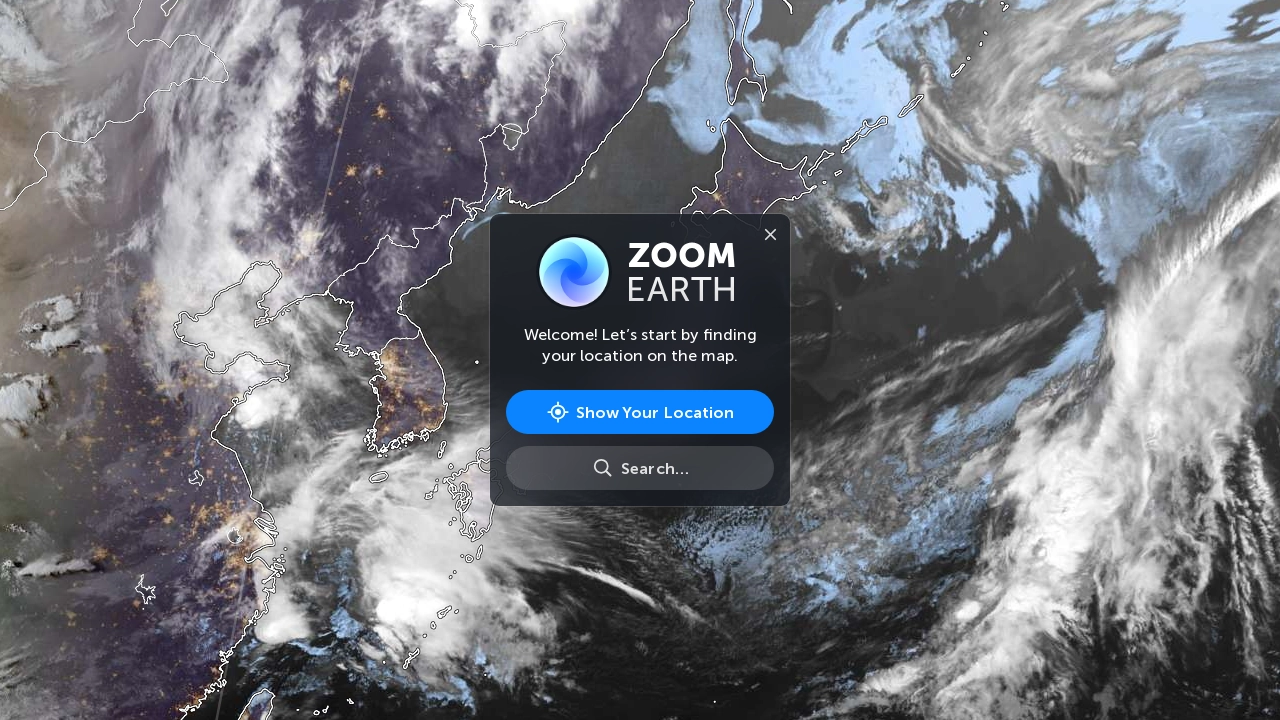 ZOOM
EARTH
Welcome! Let’s start by finding
your location on the map.
Show Your Location
Search...